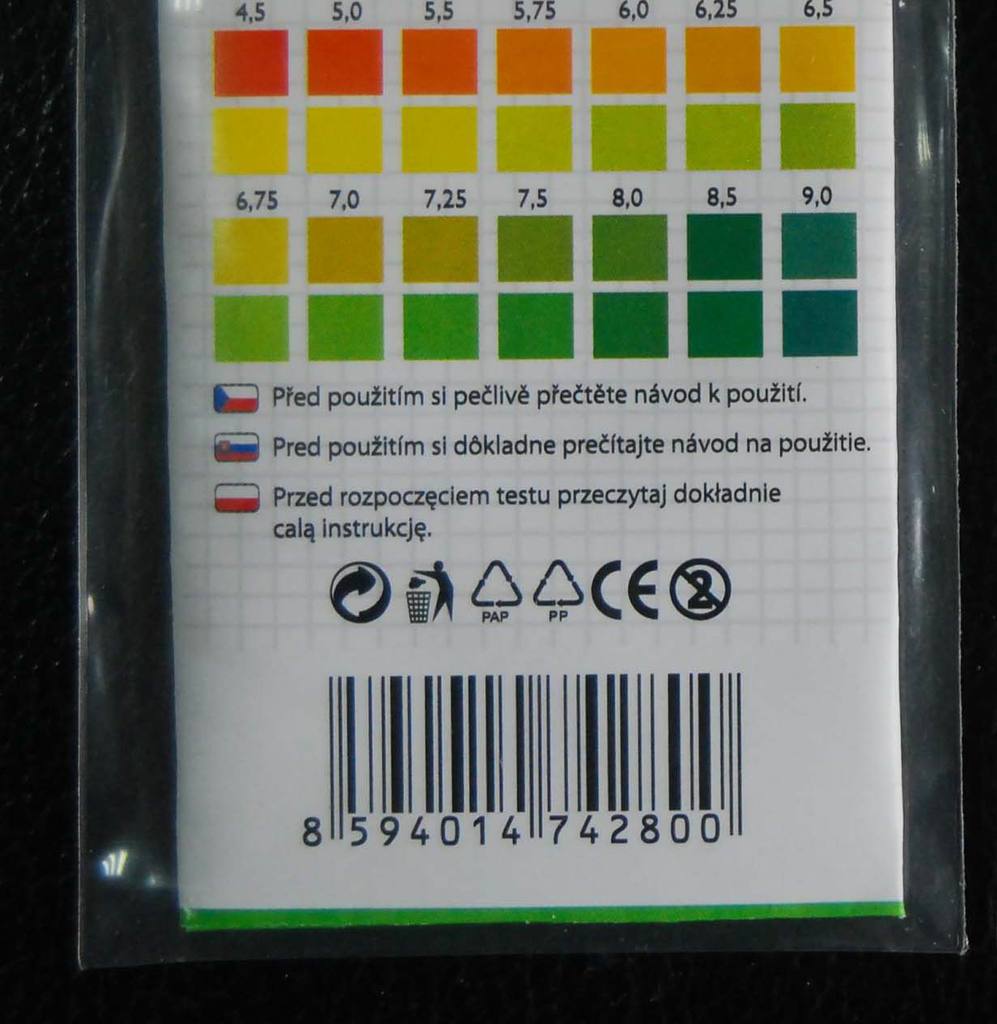 4,5 5,0 5,5 5,75 6,0 6,25 6,5
6,75 7,0 7,25 7,5 8,0 8,5 9,0
Před použitím si pečlivě přečtěte návod k použití.
Pred použitím si dôkladne prečítajte návod na použitie.
Przed rozpoczęciem testu przeczytaj dokładnie
całą instrukcję.
PAP PP CE 2
8 594014 742800